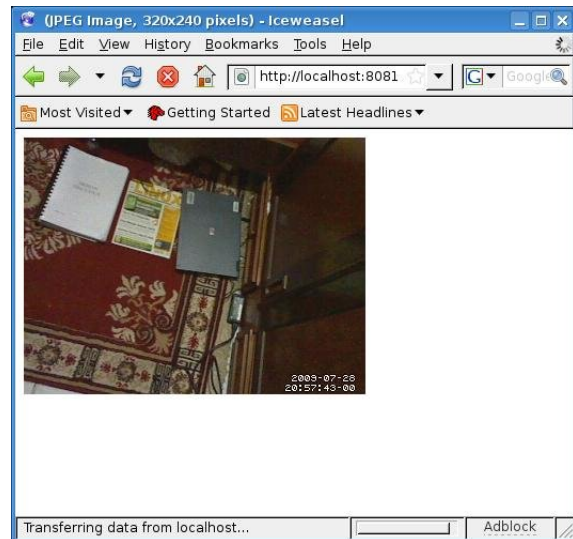 (JPEG Image, 320x240 pixels) - Iceweasel
File Edit View History Bookmarks Tools Help
http://localhost:8081 G Google
Most Visited Getting Started Latest Headlines
2009-07-28
20:57:43-00
Transferring data from localhost... Adblock